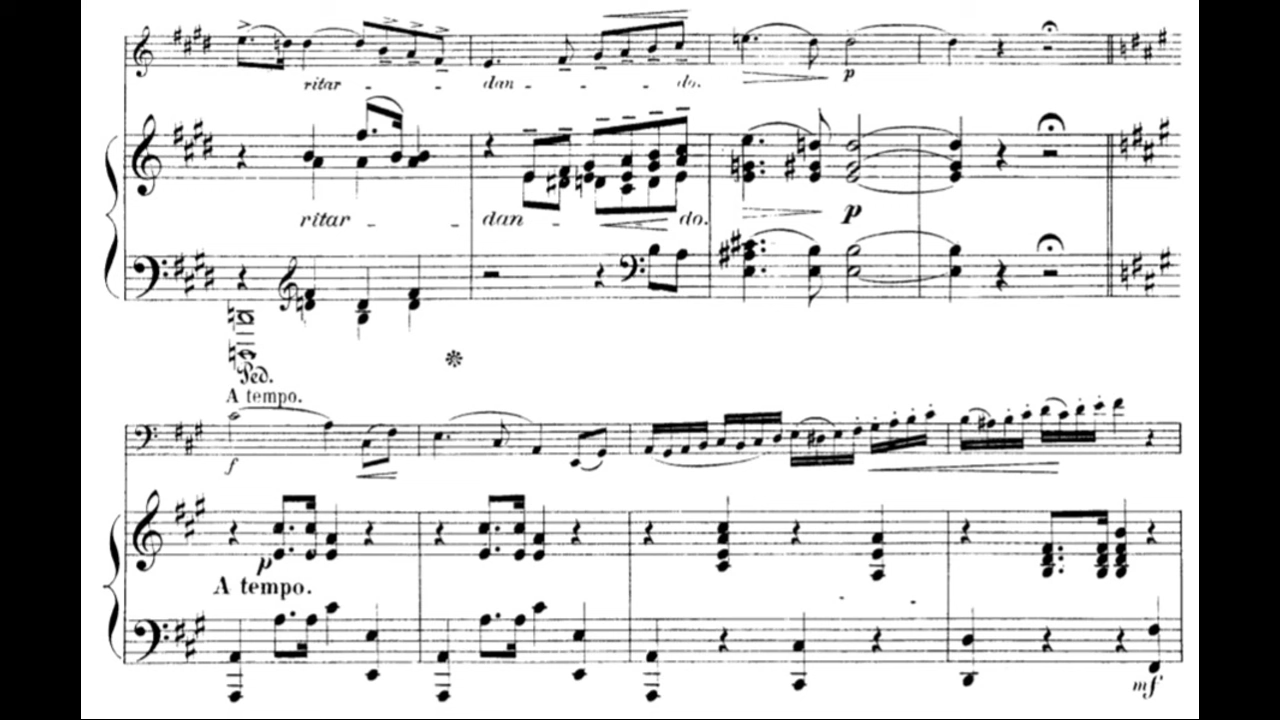 ritar - - dan - - do.
p
ritar - - dan - - do.
p
Ped.
A tempo.
f
p
A tempo.
mf